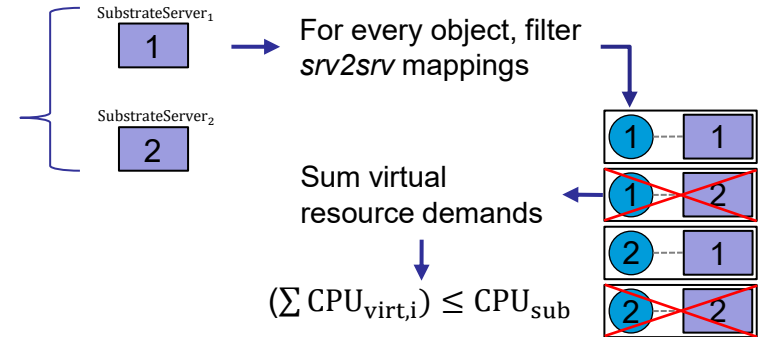 SubstrateServer₁
1
SubstrateServer₂
2
For every object, filter
srv2srv mappings
1 1
1 2
2 1
2 2
Sum virtual
resource demands
(∑ CPU_virt,i) ≤ CPU_sub